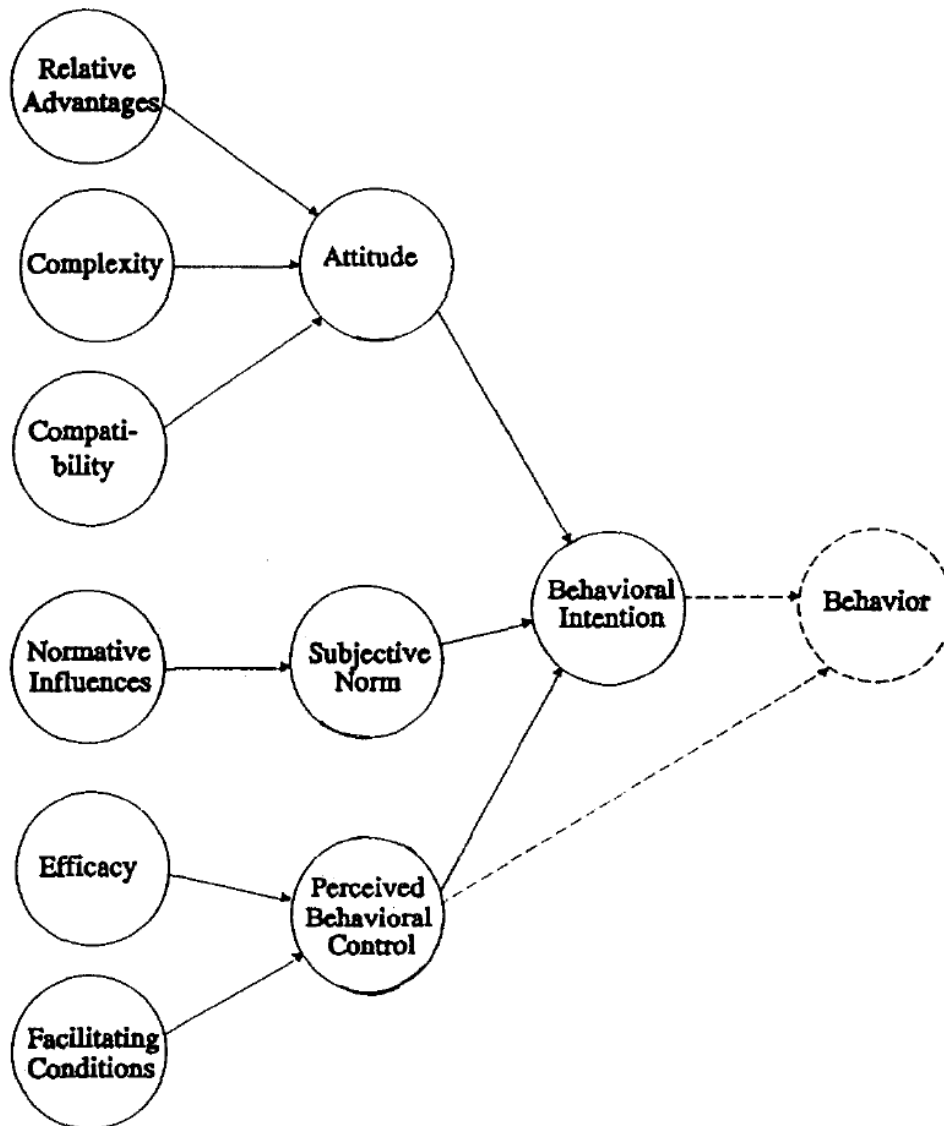 Relative
Advantages
Complexity
Attitude
Compati-
bility
Normative
Influences
Subjective
Norm
Behavioral
Intention
Behavior
Efficacy
Perceived
Behavioral
Control
Facilitating
Conditions